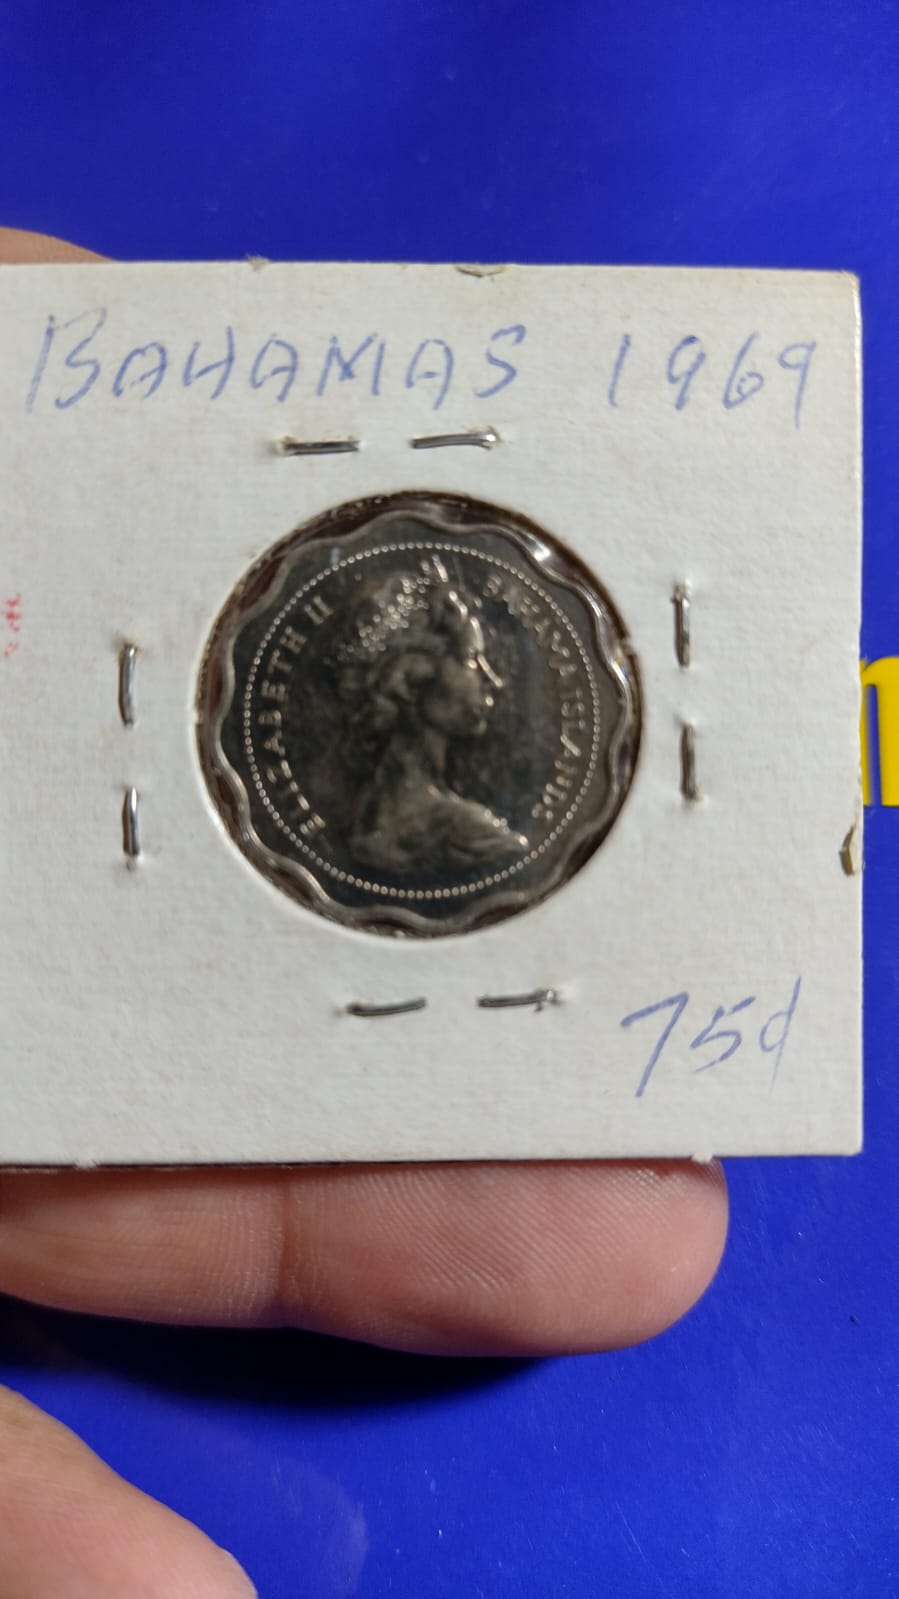 BAHAMAS 1969
ELIZABETH II BAHAMA ISLANDS
75¢